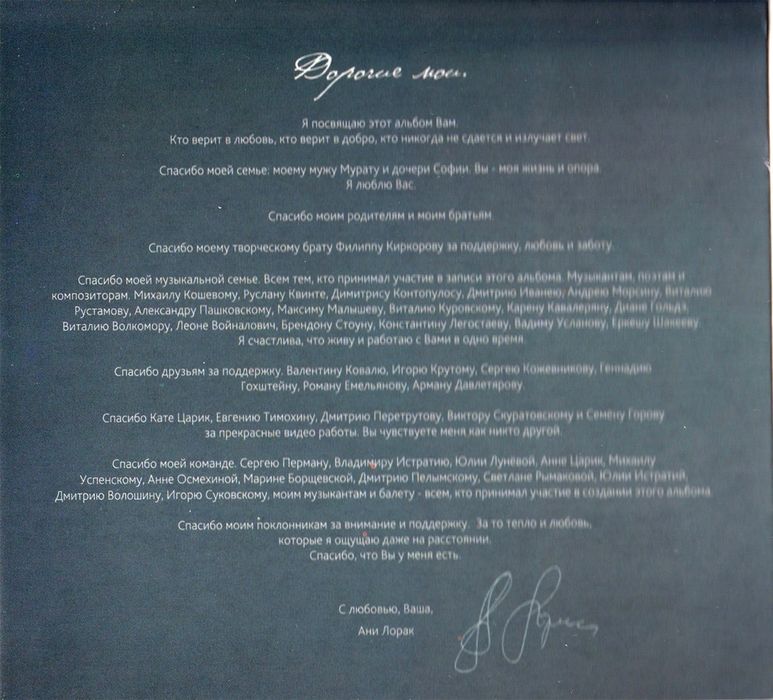 Дорогие мои.
Я посвящаю этот альбом Вам.
Кто верит в любовь, кто верит в добро, кто никогда не сдается и излучает свет.
Спасибо моей семье: моему мужу Мурату и дочери Софии. Вы - моя жизнь и опора.
Я люблю Вас.
Спасибо моим родителям и моим братьям.
Спасибо моему творческому брату Филиппу Киркорову за поддержку, любовь и заботу.
Спасибо моей музыкальной семье. Всем тем, кто принимал участие в записи этого альбома. Музыкантам, поэтам и
композиторам. Михаилу Кошевому, Руслану Квинте, Димитрису Контопулосу, Дмитрию Иванею, Андрею Морсину, Виталию
Рустамову, Александру Пашковскому, Максиму Малышеву, Виталию Куровскому, Карену Кавалеряну, Диане Гольдэ,
Виталию Волкомору, Леоне Войналович, Брендону Стоуну, Константину Легостаеву, Вадиму Усланову, Еркешу Шакееву.
Я счастлива, что живу и работаю с Вами в одно время.
Спасибо друзьям за поддержку. Валентину Ковалю, Игорю Крутому, Сергею Кожевникову, Геннадию
Гохштейну, Роману Емельянову, Арману Давлетярову.
Спасибо Кате Царик, Евгению Тимохину, Дмитрию Перетрутову, Виктору Скуратовскому и Семену Горову
за прекрасные видео работы. Вы чувствуете меня как никто другой.
Спасибо моей команде. Сергею Перману, Владимиру Истратию, Юлии Луневой, Анне Царик, Михаилу
Успенскому, Анне Осмехиной, Марине Борщевской, Дмитрию Пелымскому, Светлане Рымаковой, Юлии Истратий,
Дмитрию Волошину, Игорю Суковскому, моим музыкантам и балету - всем, кто принимал участие в создании этого альбома.
Спасибо моим поклонникам за внимание и поддержку. За то тепло и любовь,
которые я ощущаю даже на расстоянии.
Спасибо, что Вы у меня есть.
С любовью, Ваша,
Ани Лорак